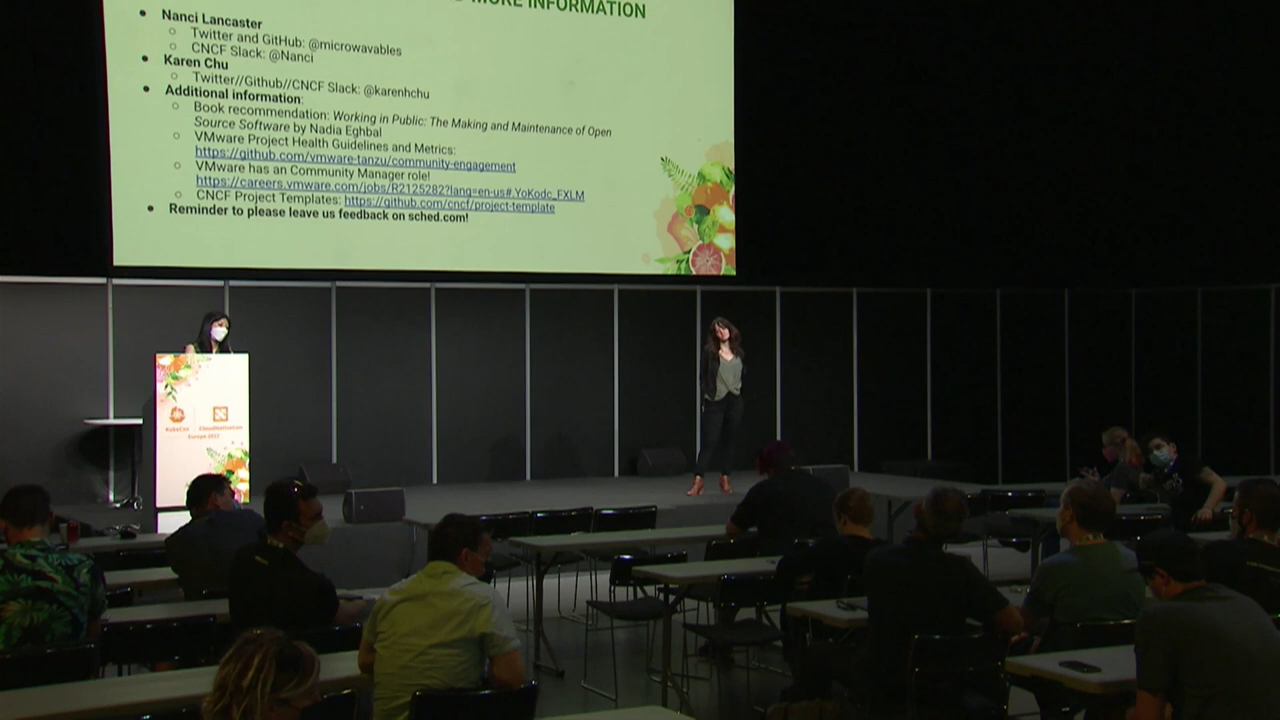 MORE INFORMATION
Nanci Lancaster
Twitter and GitHub: @microwavables
CNCF Slack: @Nanci
Karen Chu
Twitter//Github//CNCF Slack: @karenhchu
Additional information:
Book recommendation: Working in Public: The Making and Maintenance of Open
Source Software by Nadia Eghbal
VMware Project Health Guidelines and Metrics:
https://github.com/vmware-tanzu/community-engagement
VMware has an Community Manager role!
https://careers.vmware.com/jobs/R2125282?lang=en-us#.YoKodc_FXLM
CNCF Project Templates: https://github.com/cncf/project-template
Reminder to please leave us feedback on sched.com!
KubeCon CloudNativeCon
Europe 2022